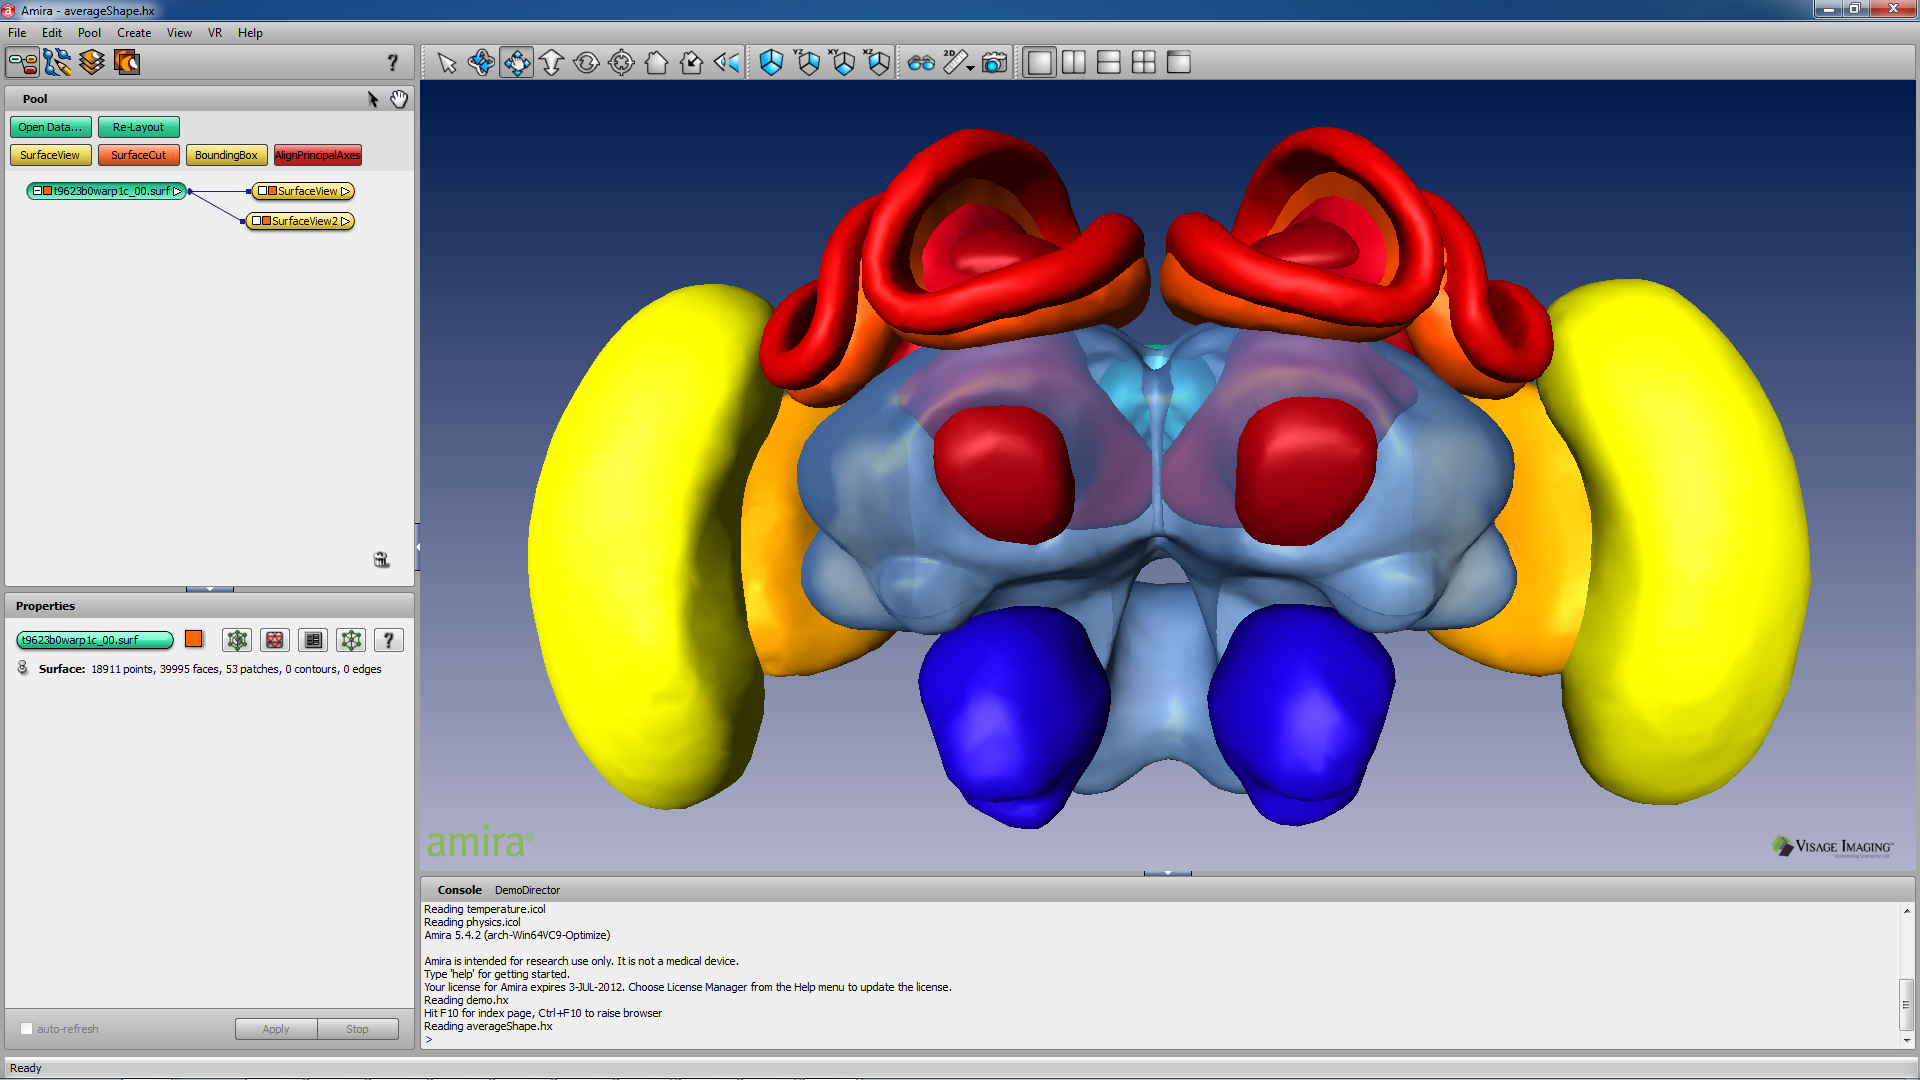 Amira - averageShape.hx
File Edit Pool Create View VR Help
?
YZ XY XZ 2D
Pool
Open Data... Re-Layout
SurfaceView SurfaceCut BoundingBox AlignPrincipalAxes
t9623b0warp1c_00.surf SurfaceView
SurfaceView2
Properties
t9623b0warp1c_00.surf ?
Surface: 18911 points, 39995 faces, 53 patches, 0 contours, 0 edges
auto-refresh Apply Stop
amira®
VISAGE IMAGING™
Console DemoDirector
Reading temperature.icol
Reading physics.icol
Amira 5.4.2 (arch-Win64VC9-Optimize)
Amira is intended for research use only. It is not a medical device.
Type 'help' for getting started.
Your license for Amira expires 3-JUL-2012. Choose License Manager from the Help menu to update the license.
Reading demo.hx
Hit F10 for index page, Ctrl+F10 to raise browser
Reading averageShape.hx
>
Ready